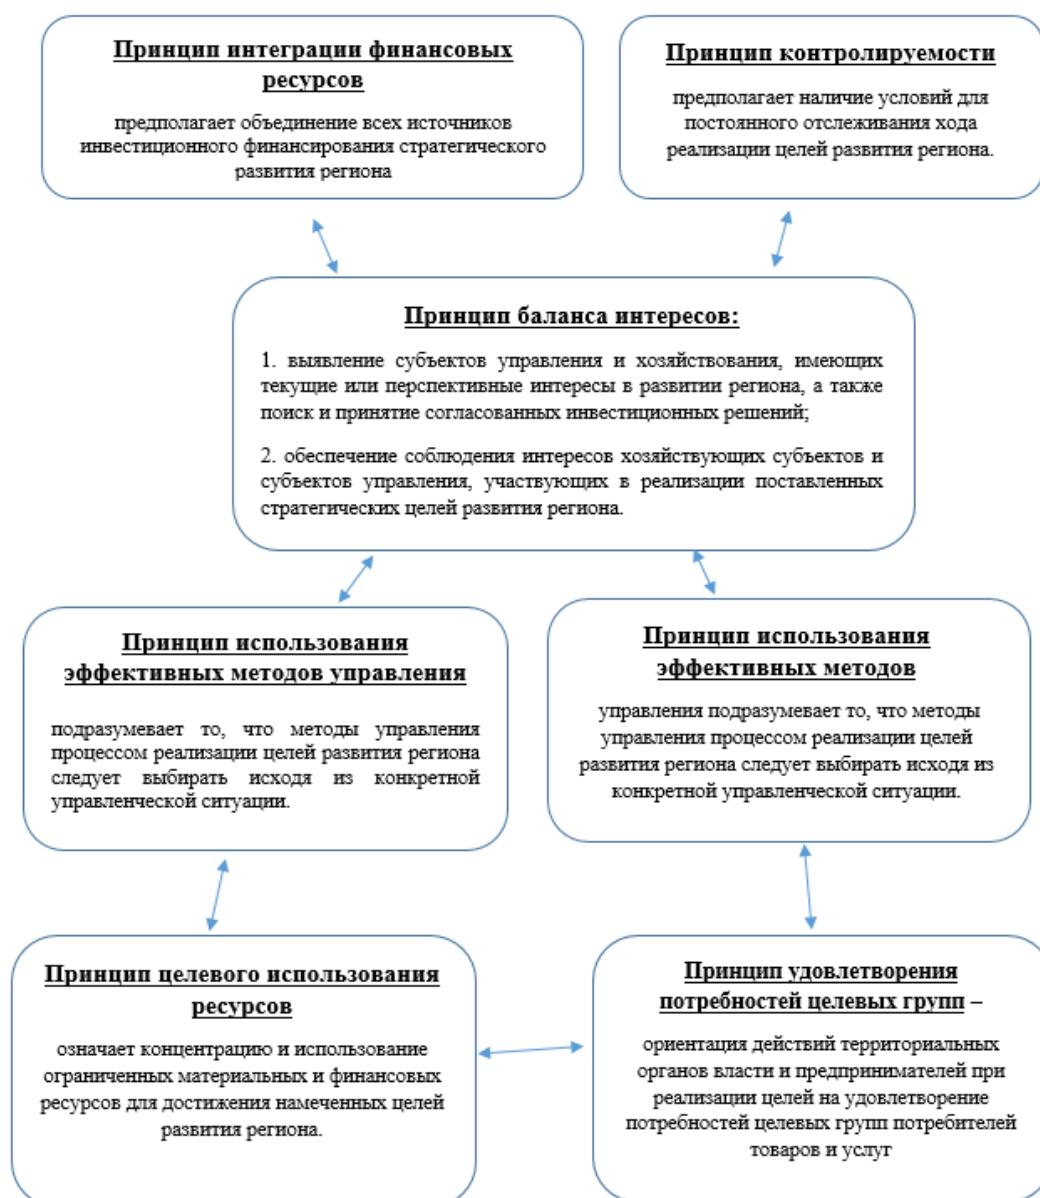 Принцип интеграции финансовых
ресурсов
предполагает объединение всех источников
инвестиционного финансирования стратегического
развития региона
Принцип контролируемости
предполагает наличие условий для
постоянного отслеживания хода
реализации целей развития региона.
Принцип баланса интересов:
1. выявление субъектов управления и хозяйствования, имеющих
текущие или перспективные интересы в развитии региона, а также
поиск и принятие согласованных инвестиционных решений;
2. обеспечение соблюдения интересов хозяйствующих субъектов и
субъектов управления, участвующих в реализации поставленных
стратегических целей развития региона.
Принцип использования
эффективных методов управления
подразумевает то, что методы управления
процессом реализации целей развития региона
следует выбирать исходя из конкретной
управленческой ситуации.
Принцип использования
эффективных методов
управления подразумевает то, что методы
управления процессом реализации целей
развития региона следует выбирать исходя из
конкретной управленческой ситуации.
Принцип целевого использования
ресурсов
означает концентрацию и использование
ограниченных материальных и финансовых
ресурсов для достижения намеченных целей
развития региона.
Принцип удовлетворения
потребностей целевых групп –
ориентация действий территориальных
органов власти и предпринимателей при
реализации целей на удовлетворение
потребностей целевых групп потребителей
товаров и услуг